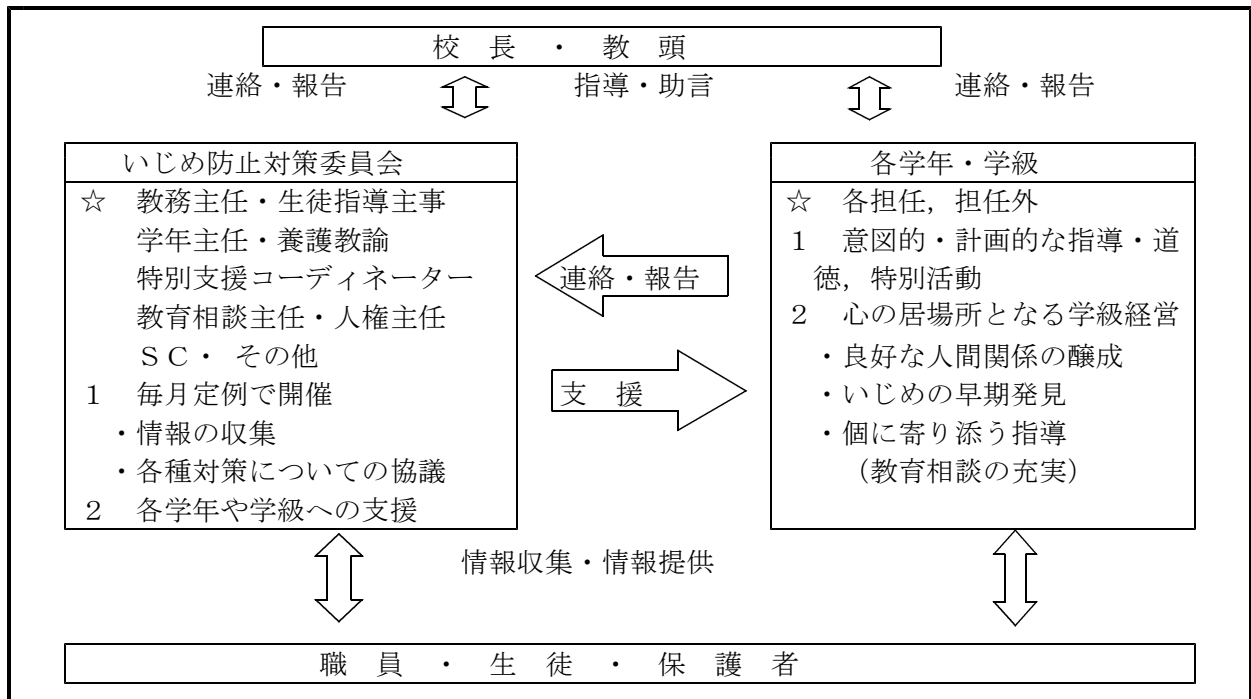 校　長　・　教　頭
連絡・報告　指導・助言　連絡・報告
いじめ防止対策委員会
☆　教務主任・生徒指導主事
学年主任・養護教諭
特別支援コーディネーター
教育相談主任・人権主任
ＳＣ・ その他
１　毎月定例で開催
・情報の収集
・各種対策についての協議
２　各学年や学級への支援
連絡・報告
支　援
各学年・学級
☆　各担任，担任外
１　意図的・計画的な指導・道
徳，特別活動
２　心の居場所となる学級経営
・良好な人間関係の醸成
・いじめの早期発見
・個に寄り添う指導
（教育相談の充実）
情報収集・情報提供
職　員　・　生　徒　・　保　護　者